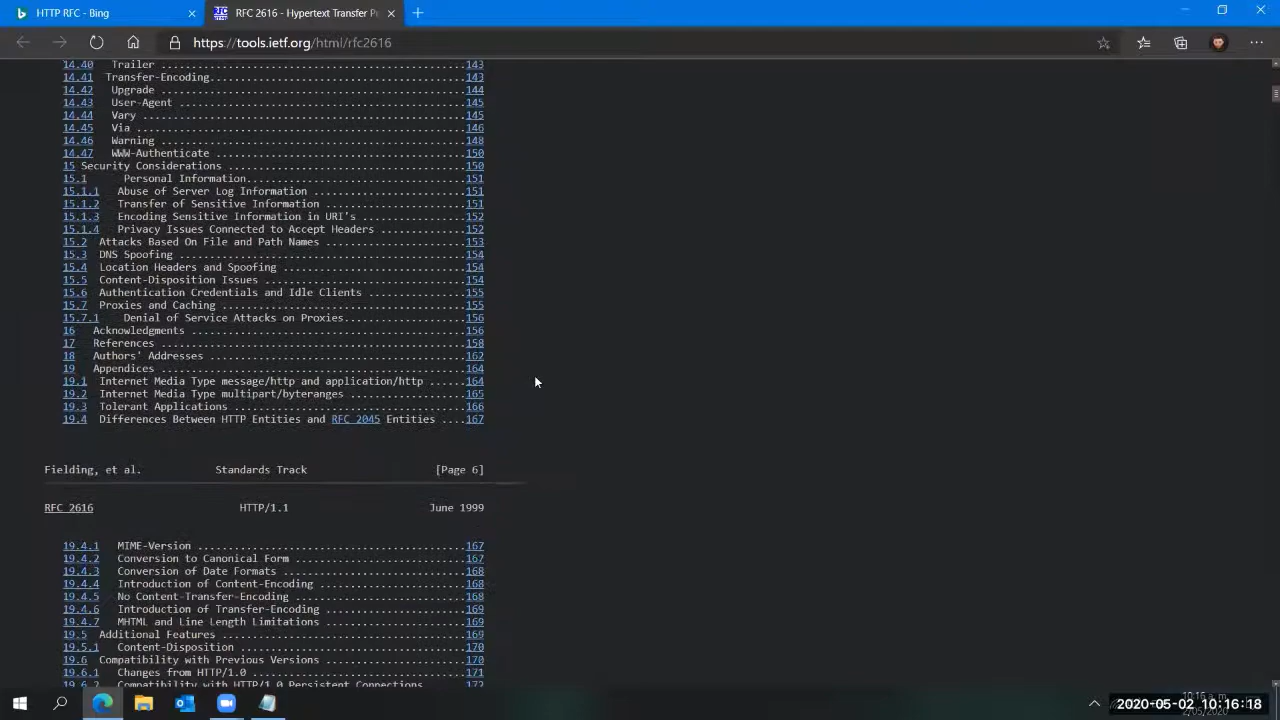 HTTP RFC - Bing
RFC 2616 - Hypertext Transfer P
https://tools.ietf.org/html/rfc2616
14.40 Trailer ....................................................143
14.41 Transfer-Encoding..........................................143
14.42 Upgrade ....................................................144
14.43 User-Agent .................................................145
14.44 Vary .......................................................145
14.45 Via ........................................................146
14.46 Warning ....................................................148
14.47 WWW-Authenticate ...........................................150
15 Security Considerations .......................................150
15.1 Personal Information........................................151
15.1.1 Abuse of Server Log Information .........................151
15.1.2 Transfer of Sensitive Information .......................151
15.1.3 Encoding Sensitive Information in URI's .................152
15.1.4 Privacy Issues Connected to Accept Headers ..............152
15.2 Attacks Based On File and Path Names .......................153
15.3 DNS Spoofing ...............................................154
15.4 Location Headers and Spoofing ..............................154
15.5 Content-Disposition Issues .................................154
15.6 Authentication Credentials and Idle Clients ................155
15.7 Proxies and Caching ........................................155
15.7.1 Denial of Service Attacks on Proxies....................156
16 Acknowledgments .............................................156
17 References ..................................................158
18 Authors' Addresses ..........................................162
19 Appendices ..................................................164
19.1 Internet Media Type message/http and application/http ......164
19.2 Internet Media Type multipart/byteranges ...................165
19.3 Tolerant Applications ......................................166
19.4 Differences Between HTTP Entities and RFC 2045 Entities ....167
Fielding, et al. Standards Track [Page 6]
RFC 2616 HTTP/1.1 June 1999
19.4.1 MIME-Version ............................................167
19.4.2 Conversion to Canonical Form ............................167
19.4.3 Conversion of Date Formats ..............................168
19.4.4 Introduction of Content-Encoding ........................168
19.4.5 No Content-Transfer-Encoding ............................168
19.4.6 Introduction of Transfer-Encoding .......................169
19.4.7 MHTML and Line Length Limitations .......................169
19.5 Additional Features ........................................169
19.5.1 Content-Disposition .....................................170
19.6 Compatibility with Previous Versions .......................170
19.6.1 Changes from HTTP/1.0 ...................................171
19.6.2 Compatibility with HTTP/1.0 Persistent Connections ......172
2020-05-02 10:16:18